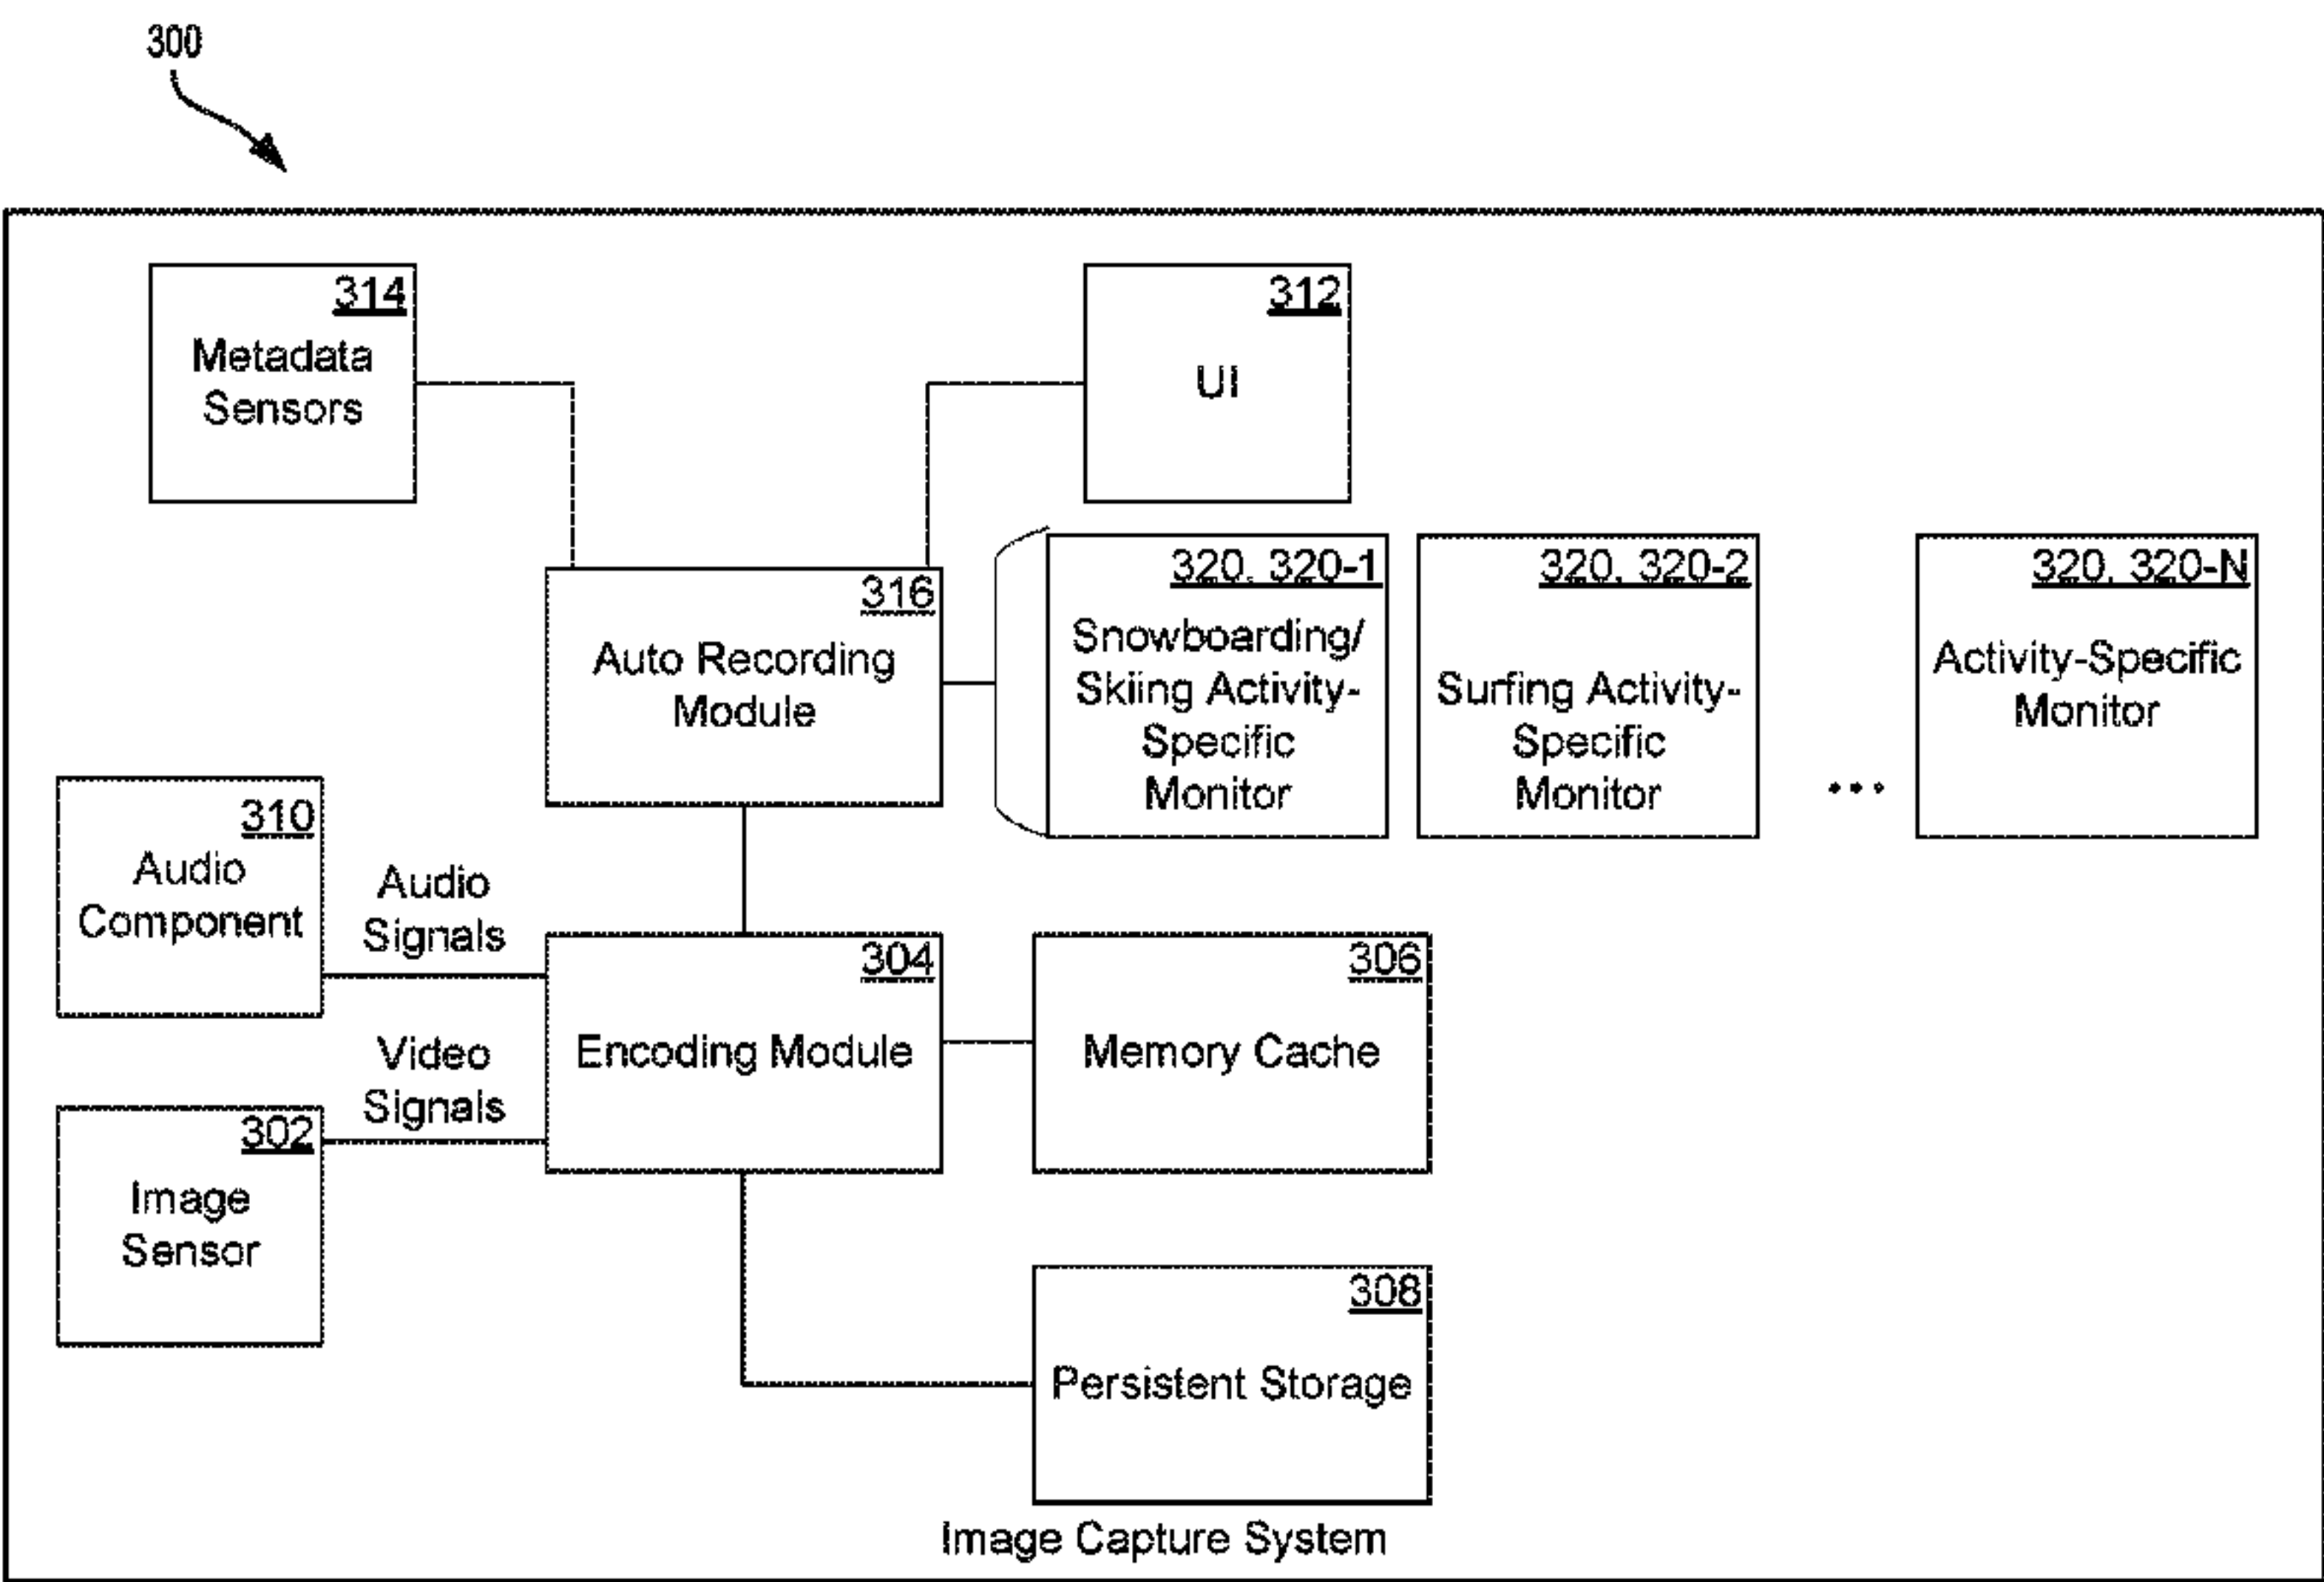 300
314
Metadata
Sensors
312
UI
316
Auto Recording
Module
320, 320-1
Snowboarding/
Skiing Activity-
Specific
Monitor
320, 320-2
Surfing Activity-
Specific
Monitor
...
320, 320-N
Activity-Specific
Monitor
310
Audio
Component
Audio
Signals
304
Encoding Module
306
Memory Cache
Video
Signals
302
Image
Sensor
308
Persistent Storage
Image Capture System